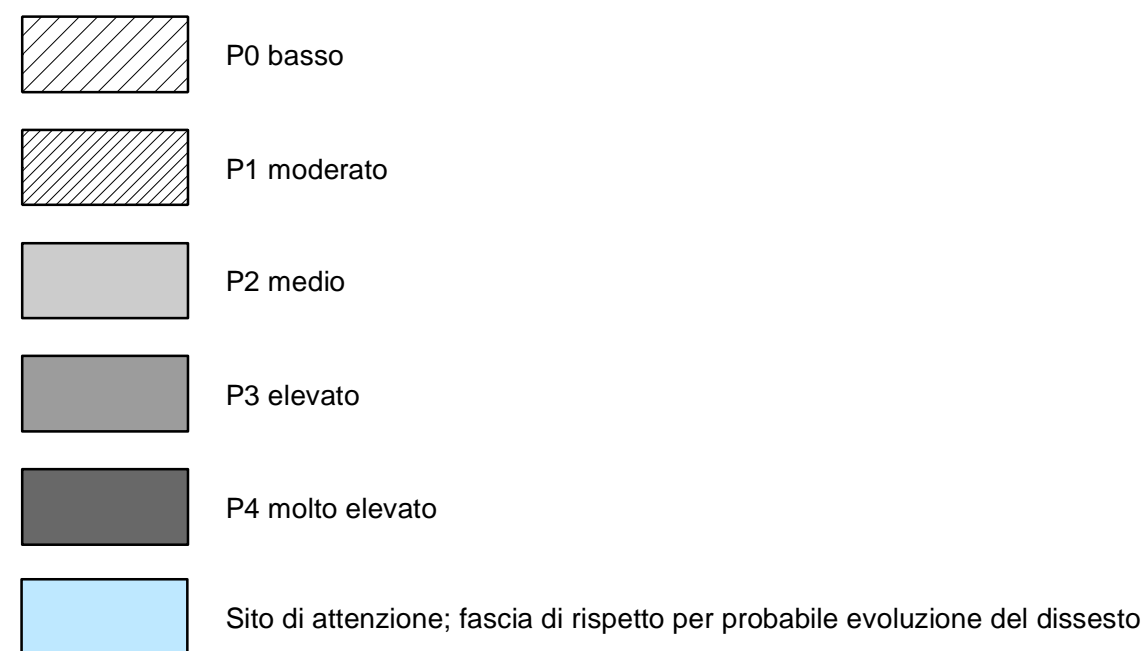 P0 basso
P1 moderato
P2 medio
P3 elevato
P4 molto elevato
Sito di attenzione; fascia di rispetto per probabile evoluzione del dissesto